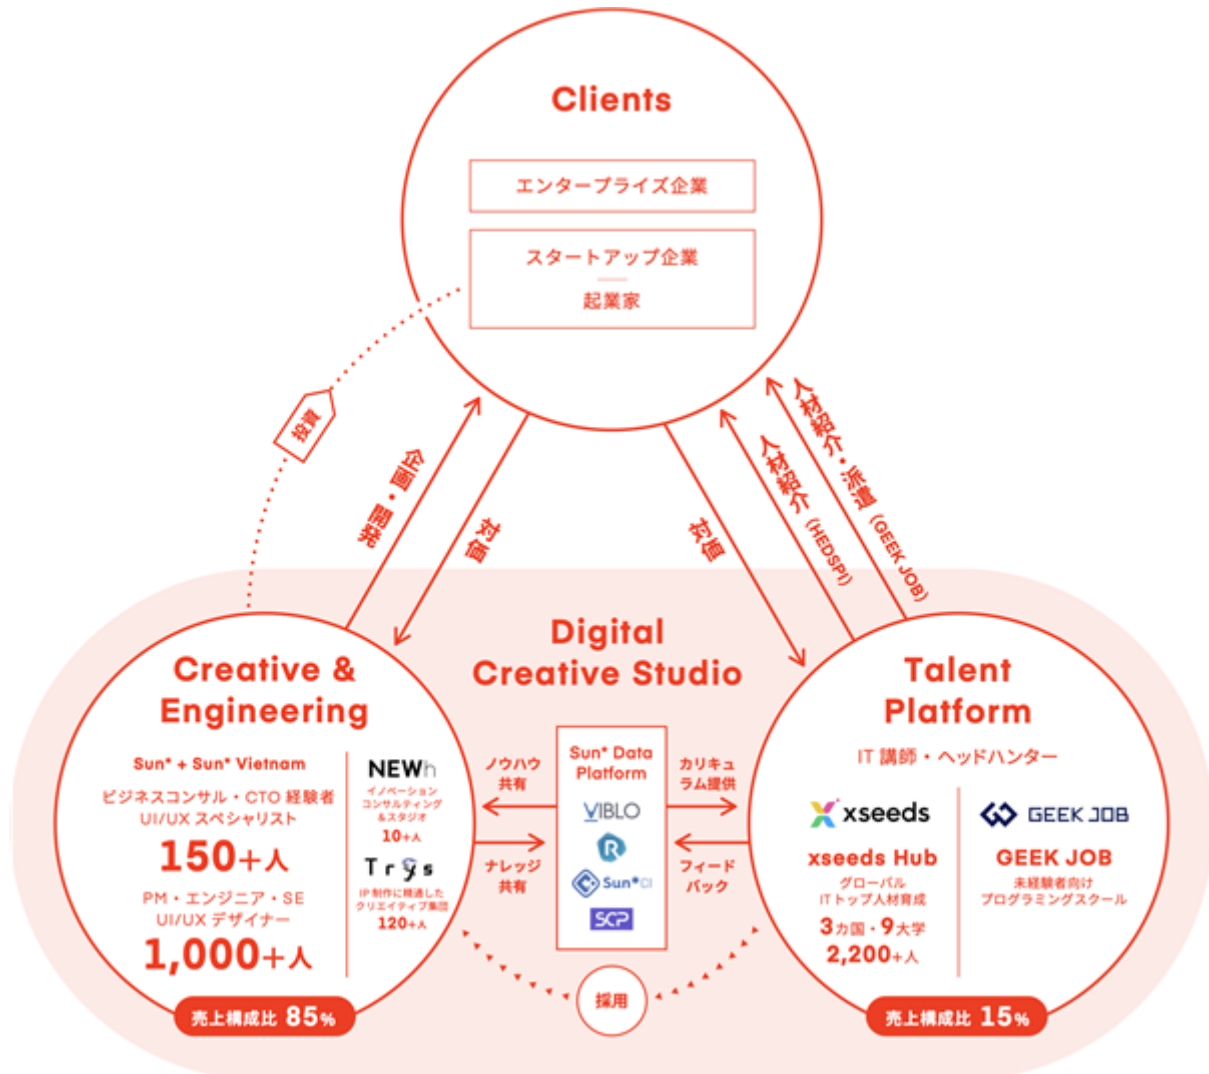 Clients
エンタープライズ企業
スタートアップ企業
起業家
投資
企画・開発
対価
対価
人材紹介 (HEDSPI)
人材紹介・派遣 (GEEK JOB)
Digital
Creative Studio
Creative &
Engineering
Sun* + Sun* Vietnam
ビジネスコンサル・CTO 経験者
UI/UX スペシャリスト
150+人
PM・エンジニア・SE
UI/UX デザイナー
1,000+人
NEWh
イノベーション
コンサルティング
&スタジオ
10+人
Trys
IP制作に精通した
クリエイティブ集団
120+人
売上構成比 85%
ノウハウ
共有
ナレッジ
共有
Sun* Data
Platform
VIBLO
R
Sun*CI
SCP
カリキュ
ラム提供
フィード
バック
採用
Talent
Platform
IT 講師・ヘッドハンター
xseeds
xseeds Hub
グローバル
ITトップ人材育成
3カ国・9大学
2,200+人
GEEK JOB
GEEK JOB
未経験者向け
プログラミングスクール
売上構成比 15%